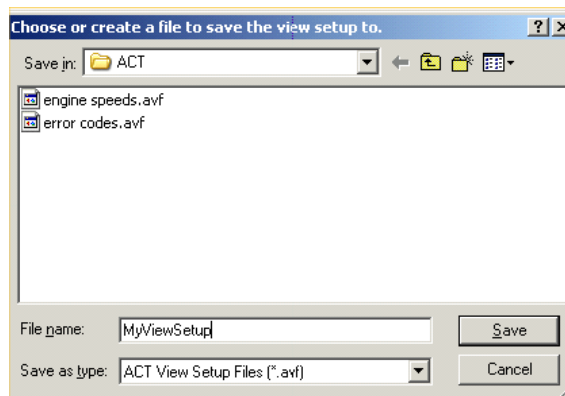 Choose or create a file to save the view setup to.
Save in: ACT
engine speeds.avf
error codes.avf
File name: MyViewSetup Save
Save as type: ACT View Setup Files (*.avf) Cancel